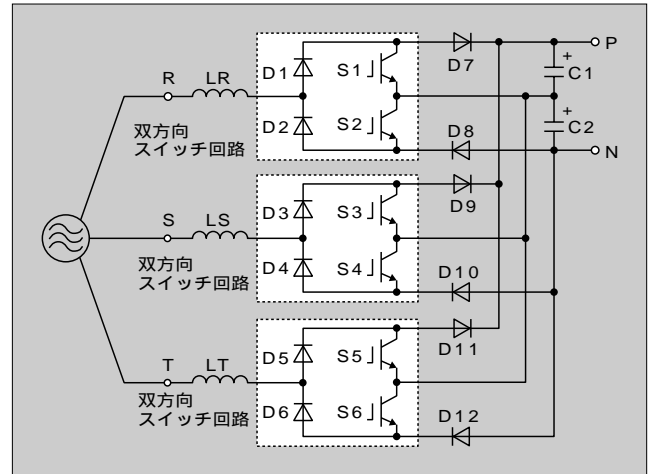 P
D7
+
C1
R LR D1 S1
D2 S2
D8
+
C2
N
双方向
スイッチ回路
D9
S LS D3 S3
D4 S4
D10
双方向
スイッチ回路
D11
T LT D5 S5
D6 S6
D12
双方向
スイッチ回路